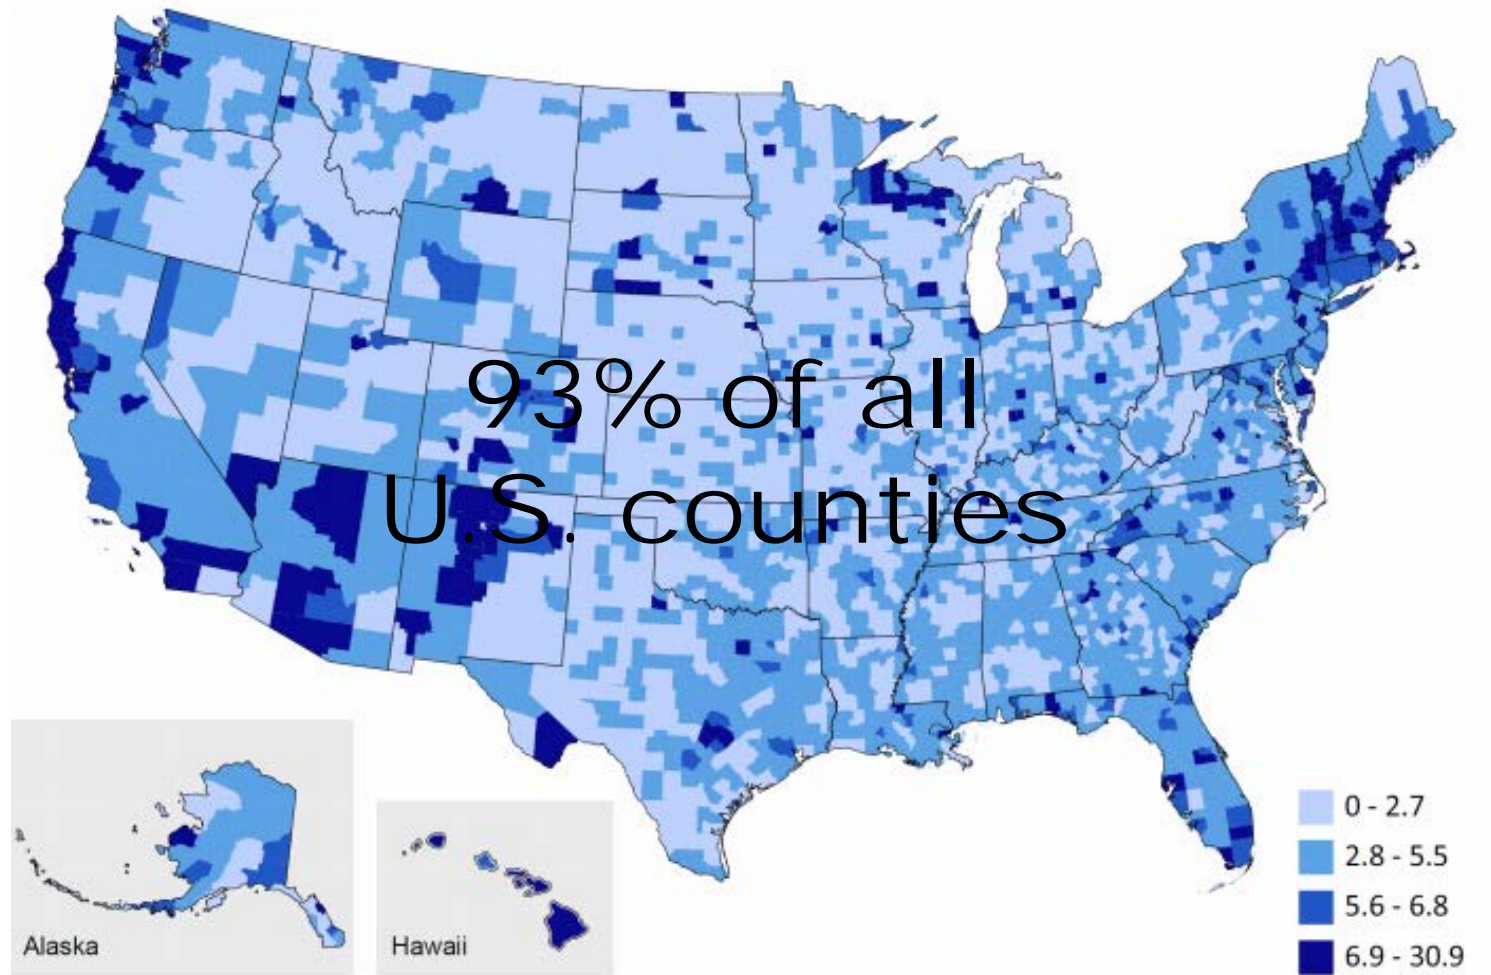 93% of all
U.S. counties
0 - 2.7
2.8 - 5.5
5.6 - 6.8
6.9 - 30.9
Alaska
Hawaii